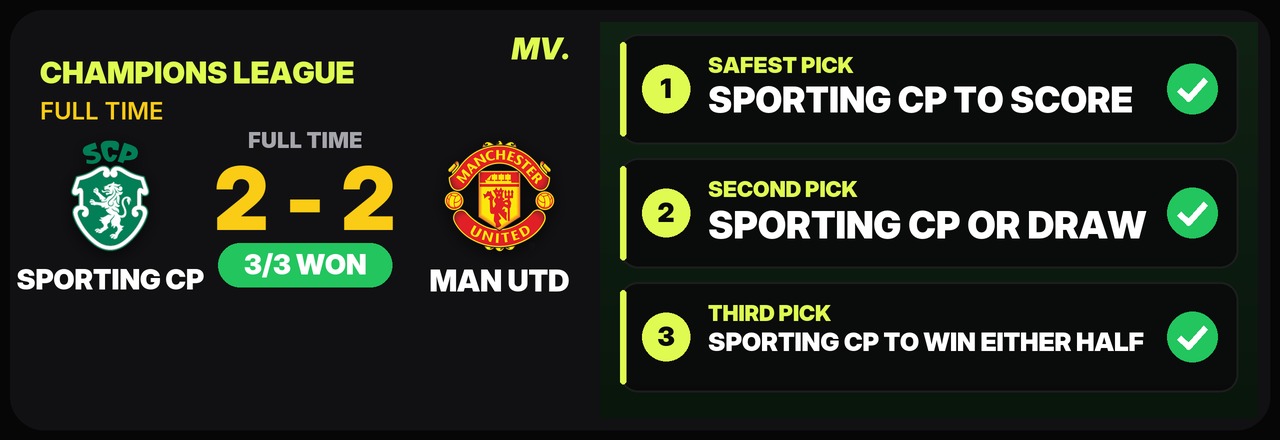 MV.
CHAMPIONS LEAGUE
FULL TIME
SCP
FULL TIME
2 - 2
MANCHESTER
UNITED
3/3 WON
SPORTING CP
MAN UTD
1
SAFEST PICK
SPORTING CP TO SCORE
2
SECOND PICK
SPORTING CP OR DRAW
3
THIRD PICK
SPORTING CP TO WIN EITHER HALF